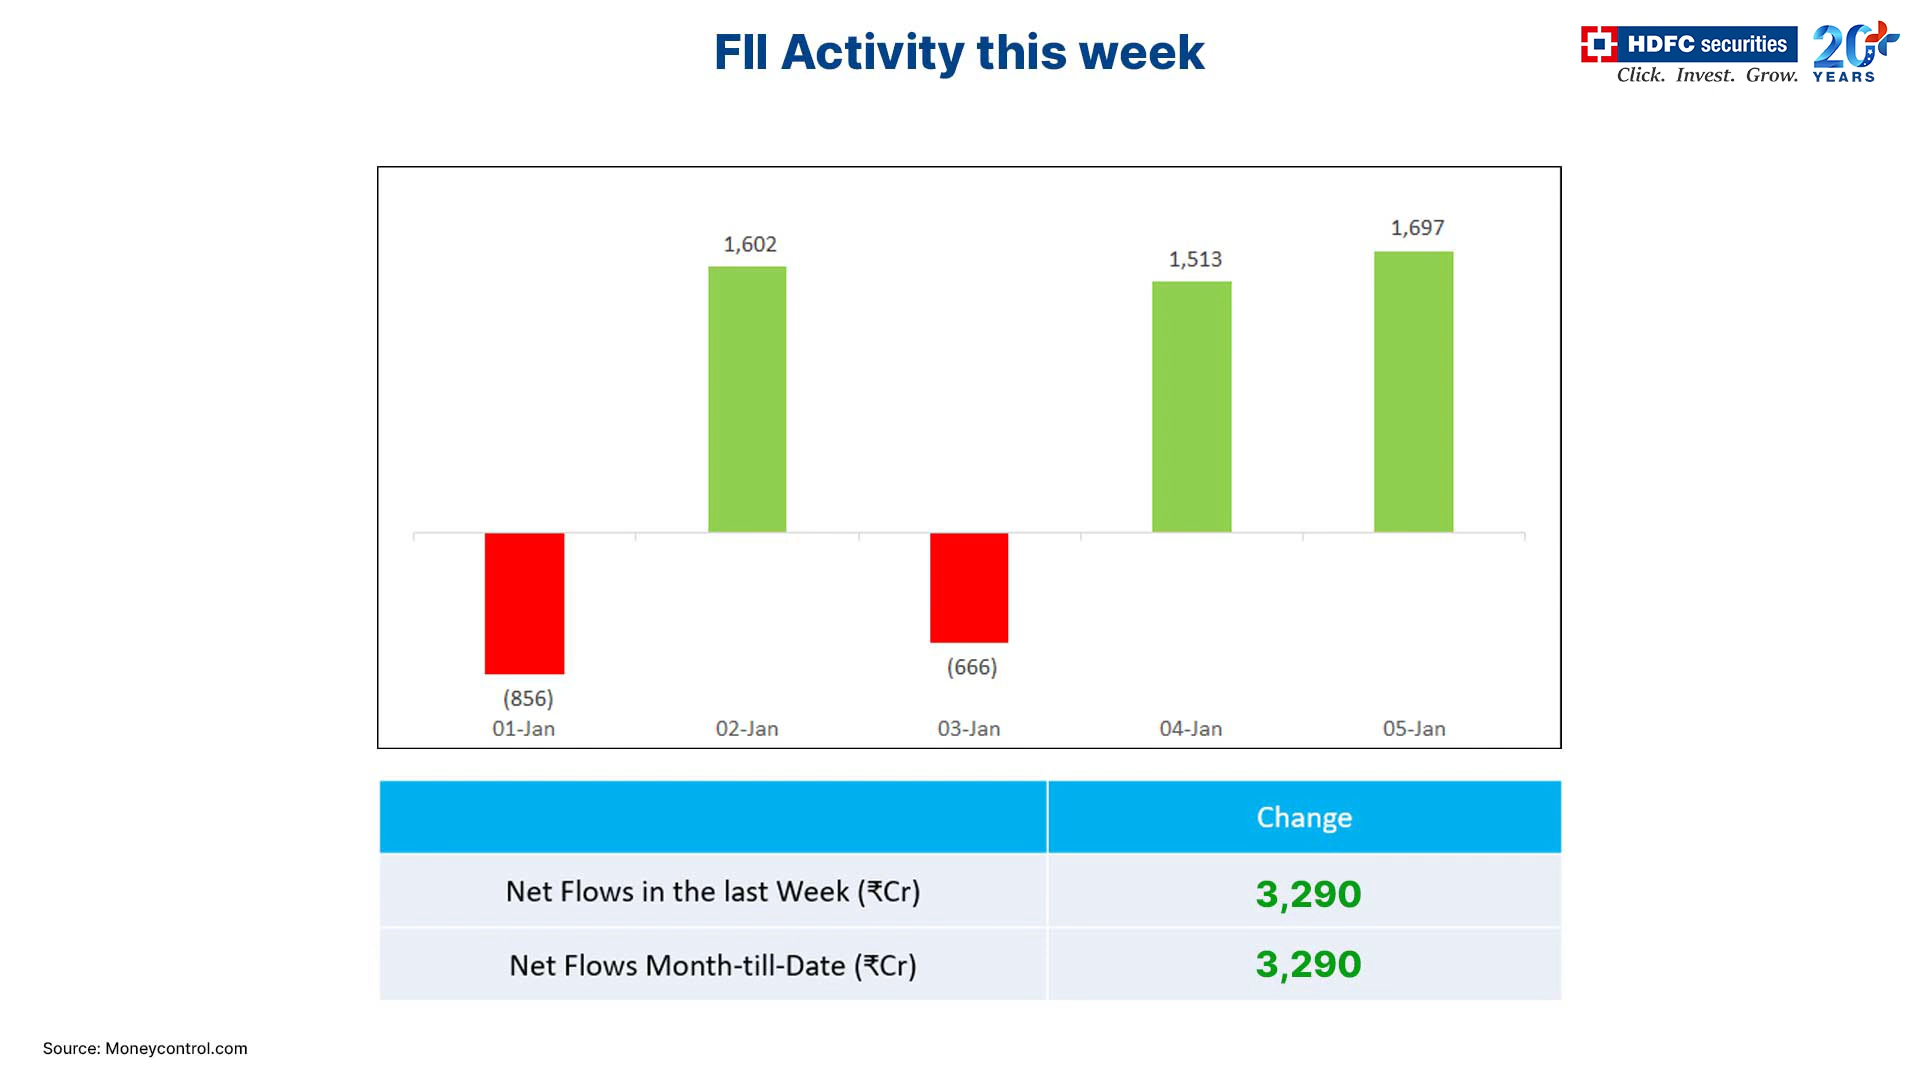 FII Activity this week
HDFC securities
Click. Invest. Grow.
20
YEARS
1,602
1,513
1,697
(856)
(666)
01-Jan 02-Jan 03-Jan 04-Jan 05-Jan
Change
Net Flows in the last Week (₹Cr) 3,290
Net Flows Month-till-Date (₹Cr) 3,290
Source: Moneycontrol.com